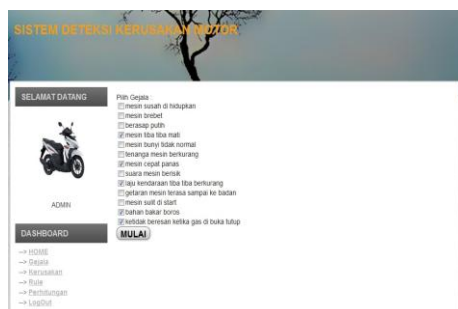 SISTEM DETEKSI KERUSAKAN MOTOR
SELAMAT DATANG
ADMIN
DASHBOARD
--> HOME
--> Gejala
--> Kerusakan
--> Rule
--> Perhitungan
--> LogOut
Pilih Gejala :
mesin susah di hidupkan
mesin brebet
berasap putih
mesin tiba tiba mati
mesin bunyi tidak normal
tenanga mesin berkurang
mesin cepat panas
suara mesin berisik
laju kendaraan tiba tiba berkurang
getaran mesin terasa sampai ke badan
mesin sulit di start
bahan bakar boros
ketidak beresan ketika gas di buka tutup
MULAI